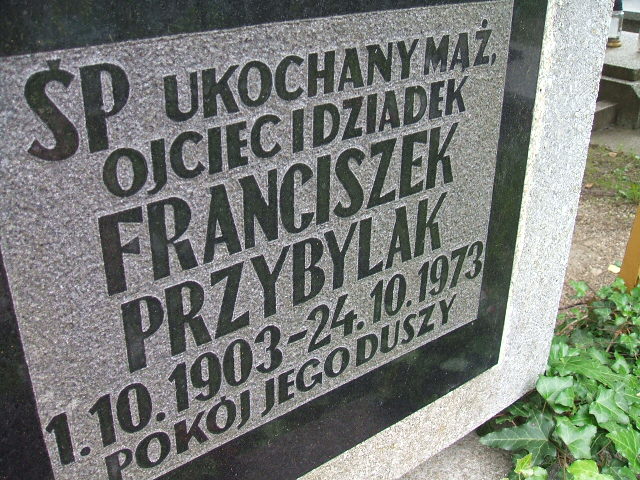 ŚP UKOCHANY MĄŻ,
OJCIEC I DZIADEK
FRANCISZEK
PRZYBYLAK
1.10.1903-24.10.1973
POKÓJ JEGO DUSZY